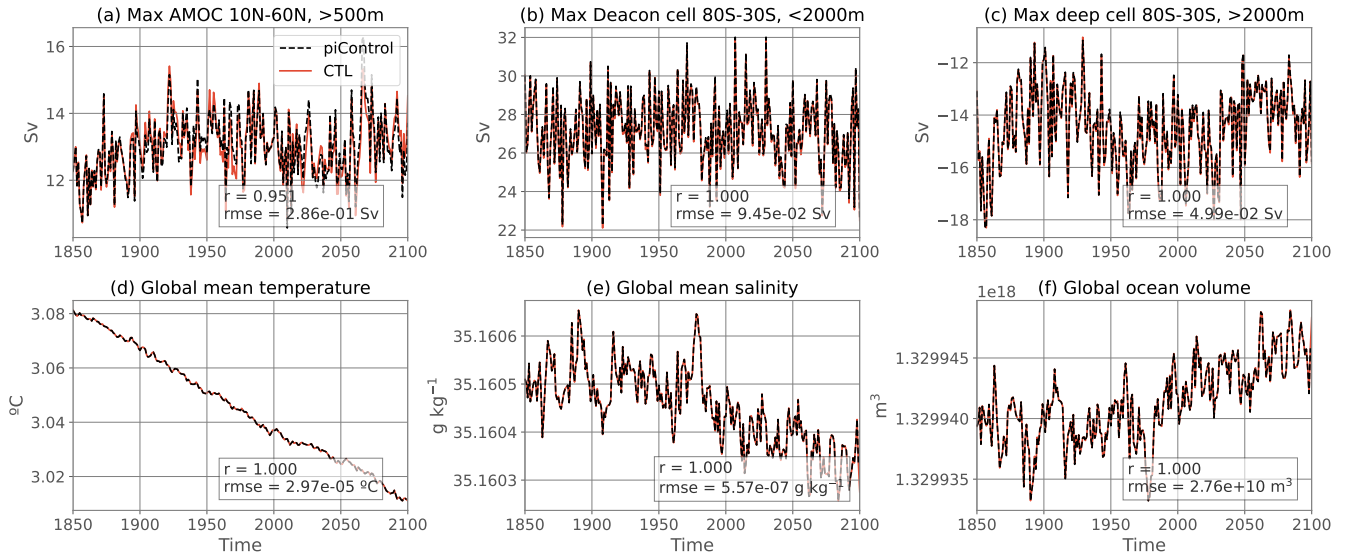 (a) Max AMOC 10N-60N, >500m
Sv
16
14
12
piControl
CTL
r = 0.951
rmse = 2.86e-01 Sv
1850 1900 1950 2000 2050 2100
(b) Max Deacon cell 80S-30S, <2000m
Sv
32
30
28
26
24
22
r = 1.000
rmse = 9.45e-02 Sv
1850 1900 1950 2000 2050 2100
(c) Max deep cell 80S-30S, >2000m
Sv
−12
−14
−16
−18
r = 1.000
rmse = 4.99e-02 Sv
1850 1900 1950 2000 2050 2100
(d) Global mean temperature
ºC
3.08
3.06
3.04
3.02
r = 1.000
rmse = 2.97e-05 ºC
1850 1900 1950 2000 2050 2100
Time
(e) Global mean salinity
g kg⁻¹
35.1606
35.1605
35.1604
35.1603
r = 1.000
rmse = 5.57e-07 g kg⁻¹
1850 1900 1950 2000 2050 2100
Time
(f) Global ocean volume
1e18
m³
1.329945
1.329940
1.329935
r = 1.000
rmse = 2.76e+10 m³
1850 1900 1950 2000 2050 2100
Time